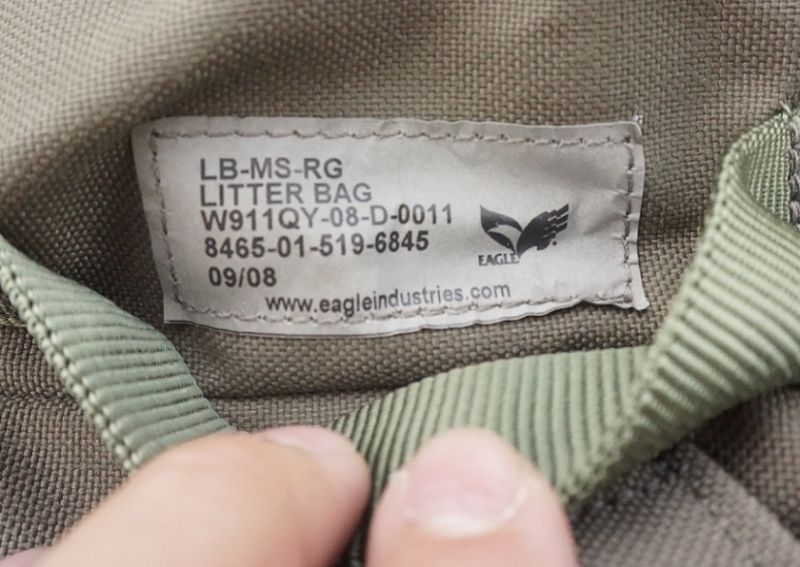 LB-MS-RG
LITTER BAG
W911QY-08-D-0011
8465-01-519-6845
09/08
EAGLE
www.eagleindustries.com